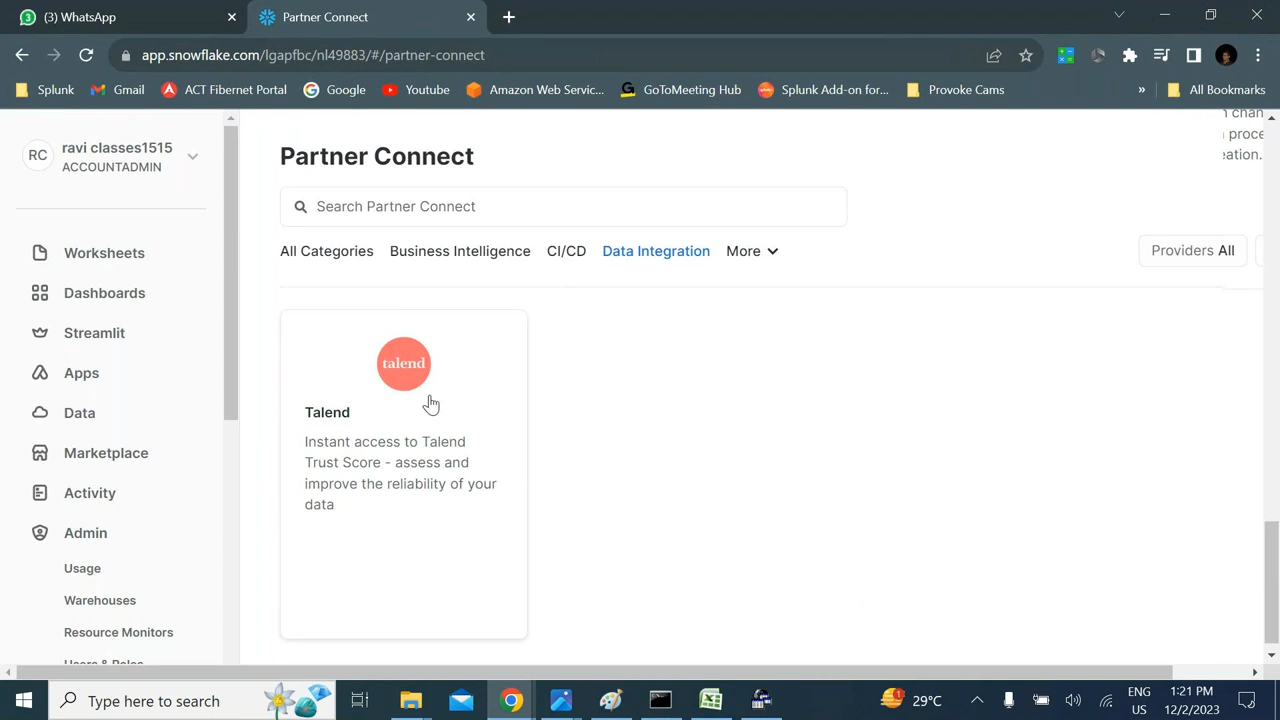 3
(3) WhatsApp
Partner Connect
app.snowflake.com/lgapfbc/nl49883/#/partner-connect
Splunk
Gmail
ACT Fibernet Portal
Google
Youtube
Amazon Web Servic...
GoToMeeting Hub
Splunk Add-on for...
Provoke Cams
»
All Bookmarks
RC
ravi classes1515
ACCOUNTADMIN
Worksheets
Dashboards
Streamlit
Apps
Data
Marketplace
Activity
Admin
Usage
Warehouses
Resource Monitors
Users & Roles
Partner Connect
Search Partner Connect
All Categories
Business Intelligence
CI/CD
Data Integration
More
Providers All
talend
Talend
Instant access to Talend
Trust Score - assess and
improve the reliability of your
data
Type here to search
1
29°C
ENG
US
1:21 PM
12/2/2023